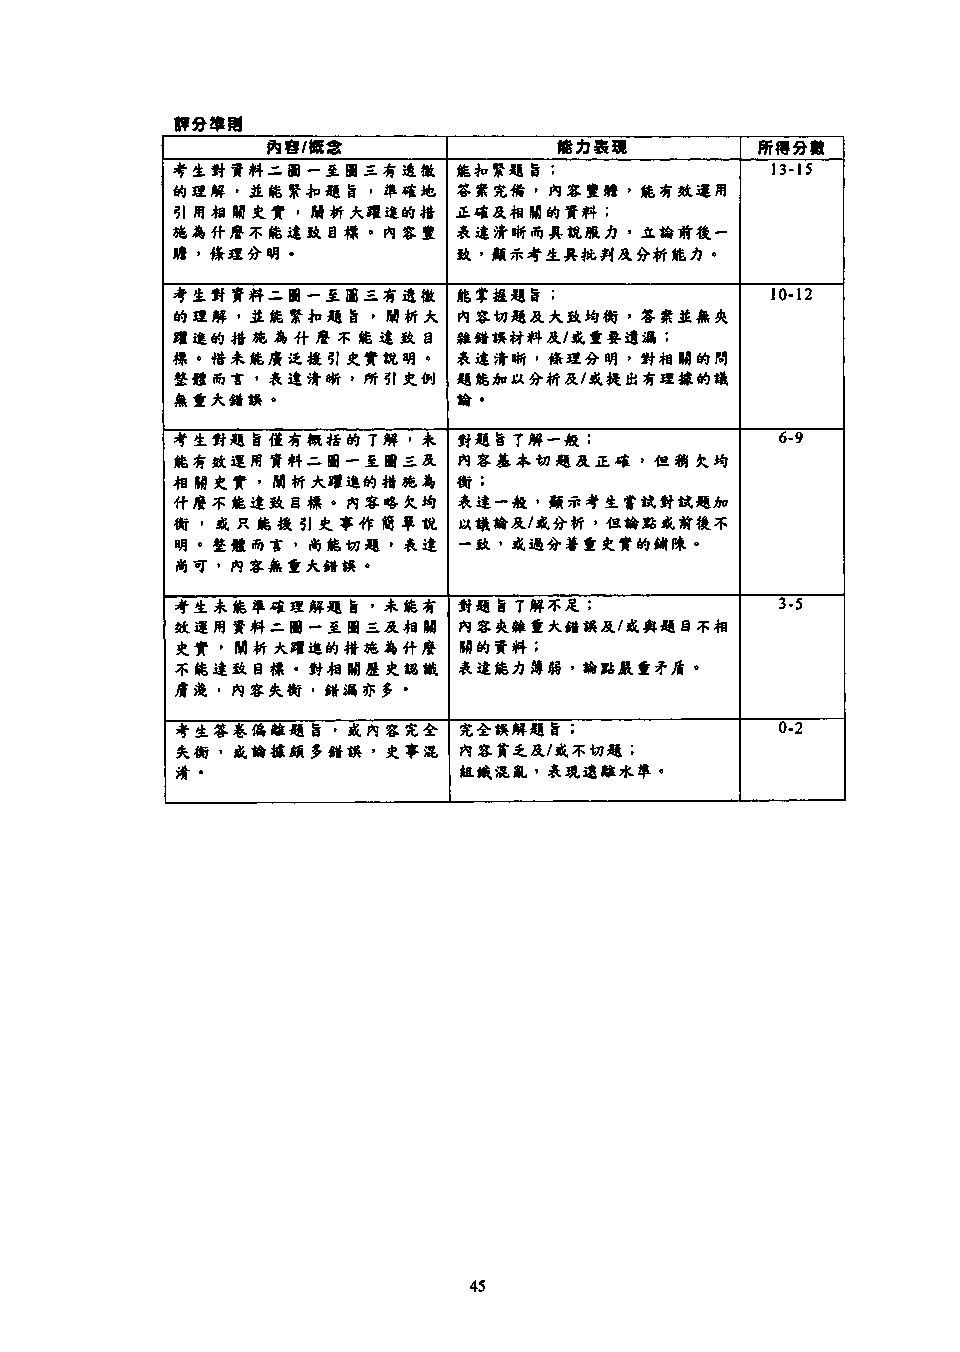 評分準則
內容/概念
能力表現
所得分數
考生對資料二圖一至圖三有透徹
的理解，並能緊扣題旨，準確地
引用相關史實，闡析大躍進的措
施為什麼不能達致目標。內容豐
贍，條理分明。
能扣緊題旨；
答案完備，內容豐贍，能有效運用
正確及相關的資料；
表達清晰而具說服力，立論前後一
致，顯示考生具批判及分析能力。
13-15
考生對資料二圖一至圖三有透徹
的理解，並能緊扣題旨，闡析大
躍進的措施為什麼不能達致目
標。惜未能廣泛援引史實說明。
整體而言，表達清晰，所引史例
無重大錯誤。
能掌握題旨；
內容切題及大致均衡，答案並無夾
雜錯誤材料及/或重要遺漏；
表達清晰，條理分明，對相關的問
題能加以分析及/或提出有理據的議
論。
10-12
考生對題旨僅有概括的了解，未
能有效運用資料二圖一至圖三及
相關史實，闡析大躍進的措施為
什麼不能達致目標。內容略欠均
衡，或只能援引史事作簡單說
明。整體而言，尚能切題，表達
尚可，內容無重大錯誤。
對題旨了解一般；
內容基本切題及正確，但稍欠均
衡；
表達一般，顯示考生嘗試對試題加
以議論及/或分析，但論點或前後不
一致，或過分著重史實的鋪陳。
6-9
考生未能準確理解題旨，未能有
效運用資料二圖一至圖三及相關
史實，闡析大躍進的措施為什麼
不能達致目標。對相關歷史認識
膚淺，內容失衡，錯漏亦多。
對題旨了解不足；
內容夾雜重大錯誤及/或與題目不相
關的資料；
表達能力薄弱，論點嚴重矛盾。
3-5
考生答卷偏離題旨，或內容完全
失衡，或論據頗多錯誤，史事混
淆。
完全誤解題旨；
內容貧乏及/或不切題；
組織混亂，表現遠離水準。
0-2
45